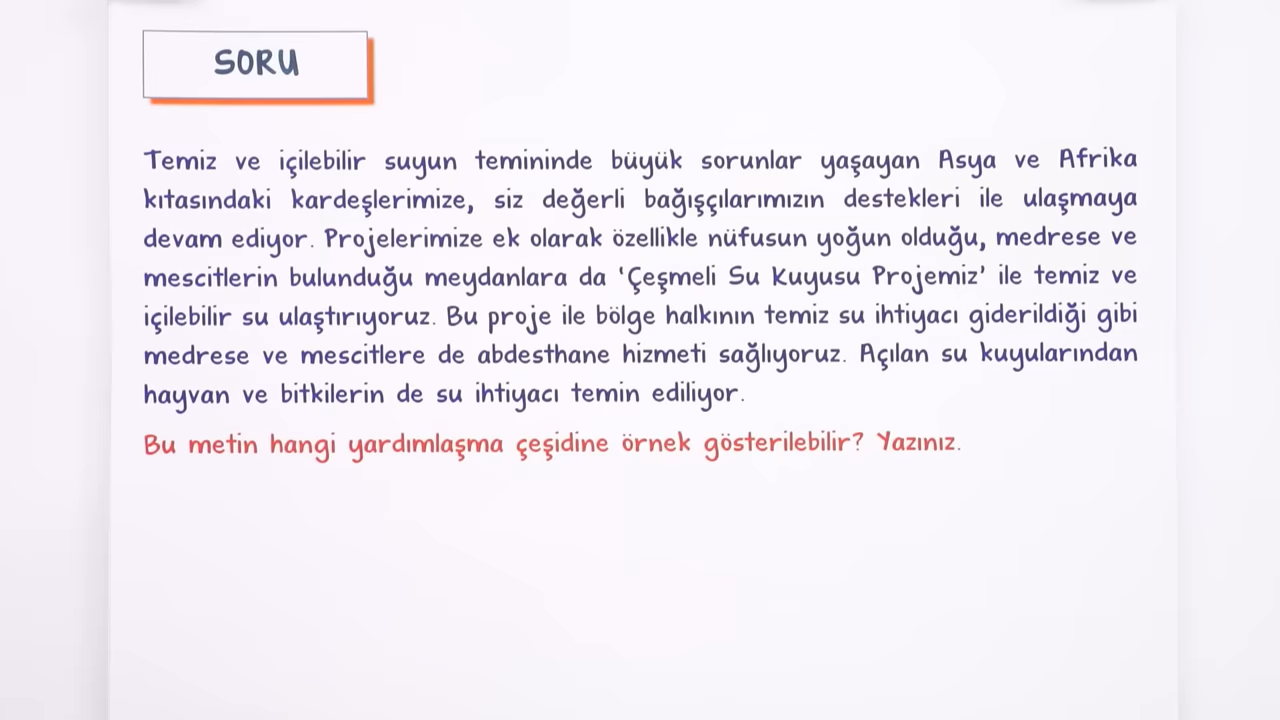 SORU
Temiz ve içilebilir suyun temininde büyük sorunlar yaşayan Asya ve Afrika
kıtasındaki kardeşlerimize, siz değerli bağışçılarımızın destekleri ile ulaşmaya
devam ediyor. Projelerimize ek olarak özellikle nüfusun yoğun olduğu, medrese ve
mescitlerin bulunduğu meydanlara da 'Çeşmeli Su Kuyusu Projemiz' ile temiz ve
içilebilir su ulaştırıyoruz. Bu proje ile bölge halkının temiz su ihtiyacı giderildiği gibi
medrese ve mescitlere de abdesthane hizmeti sağlıyoruz. Açılan su kuyularından
hayvan ve bitkilerin de su ihtiyacı temin ediliyor.
Bu metin hangi yardımlaşma çeşidine örnek gösterilebilir? Yazınız.